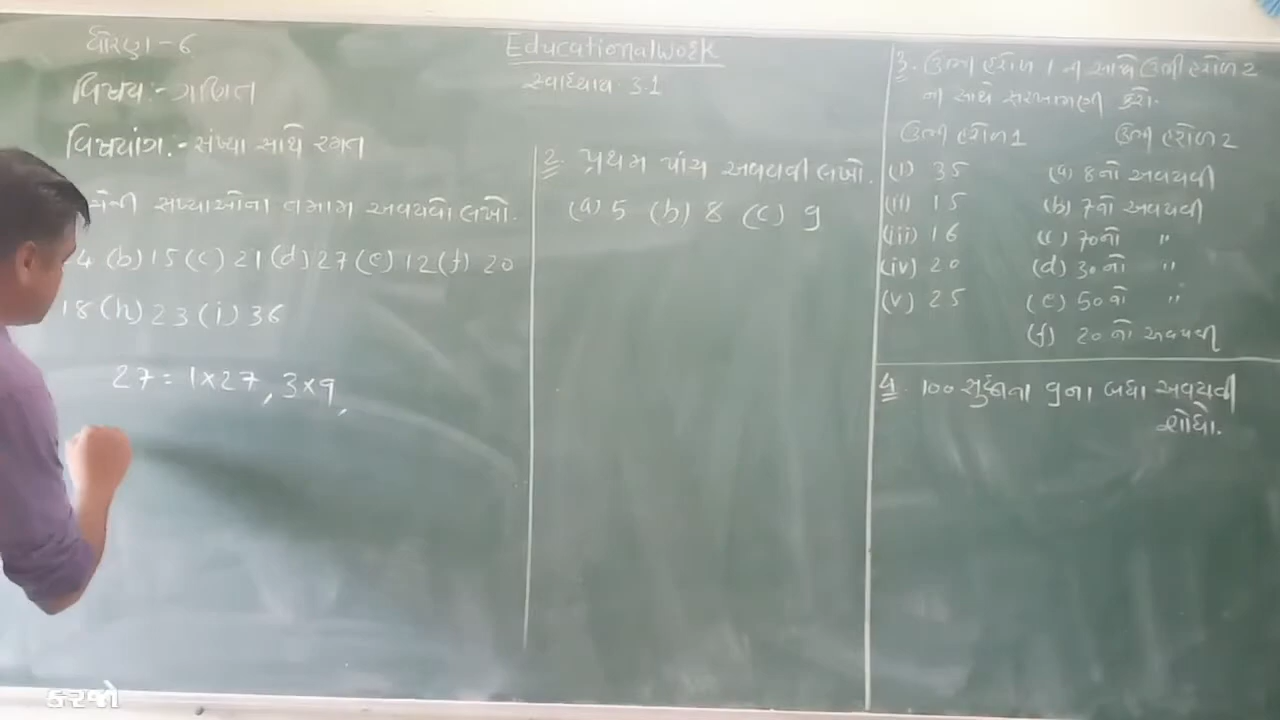 ધોરણ - 6
વિષય:- ગણિત
વિષયાંગ:- સંખ્યા સાથે રમત
Educationalwork
સ્વાધ્યાય 3.1
સંખ્યાઓના તમામ અવયવો લખો.
4 (b) 15 (c) 21 (d) 27 (e) 12 (f) 20
18 (h) 23 (i) 36
27 = 1×27, 3×9,
2. પ્રથમ પાંચ અવયવી લખો.
(a) 5 (b) 8 (c) 9
3. ઉભી હરોળ 1 ની સાથે ઉભી હરોળ 2
ની સાથે સરખામણી કરો.
ઉભી હરોળ 1 ઉભી હરોળ 2
(i) 35 (a) 8નો અવયવી
(ii) 15 (b) 7નો અવયવી
(iii) 16 (c) 70નો "
(iv) 20 (d) 30નો "
(v) 25 (e) 50નો "
(f) 20નો અવયવી
4. 100 સુધીના 9ના બધા અવયવી
શોધો.
કરજો